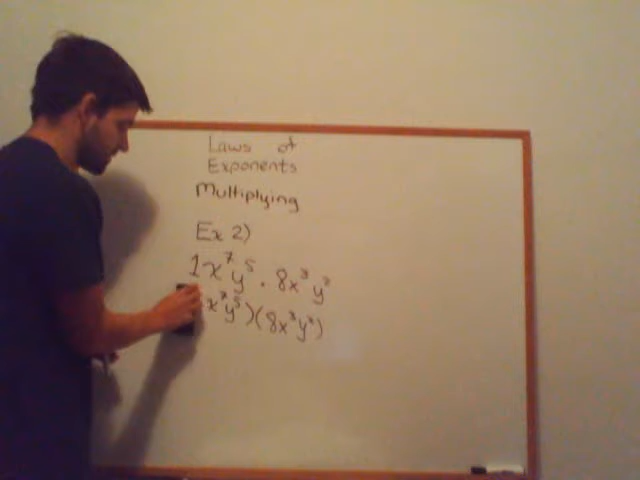 Laws of
Exponents
Multiplying
Ex 2)
1x⁷y⁵ · 8x³y²
x⁷y⁵)(8x³y²)